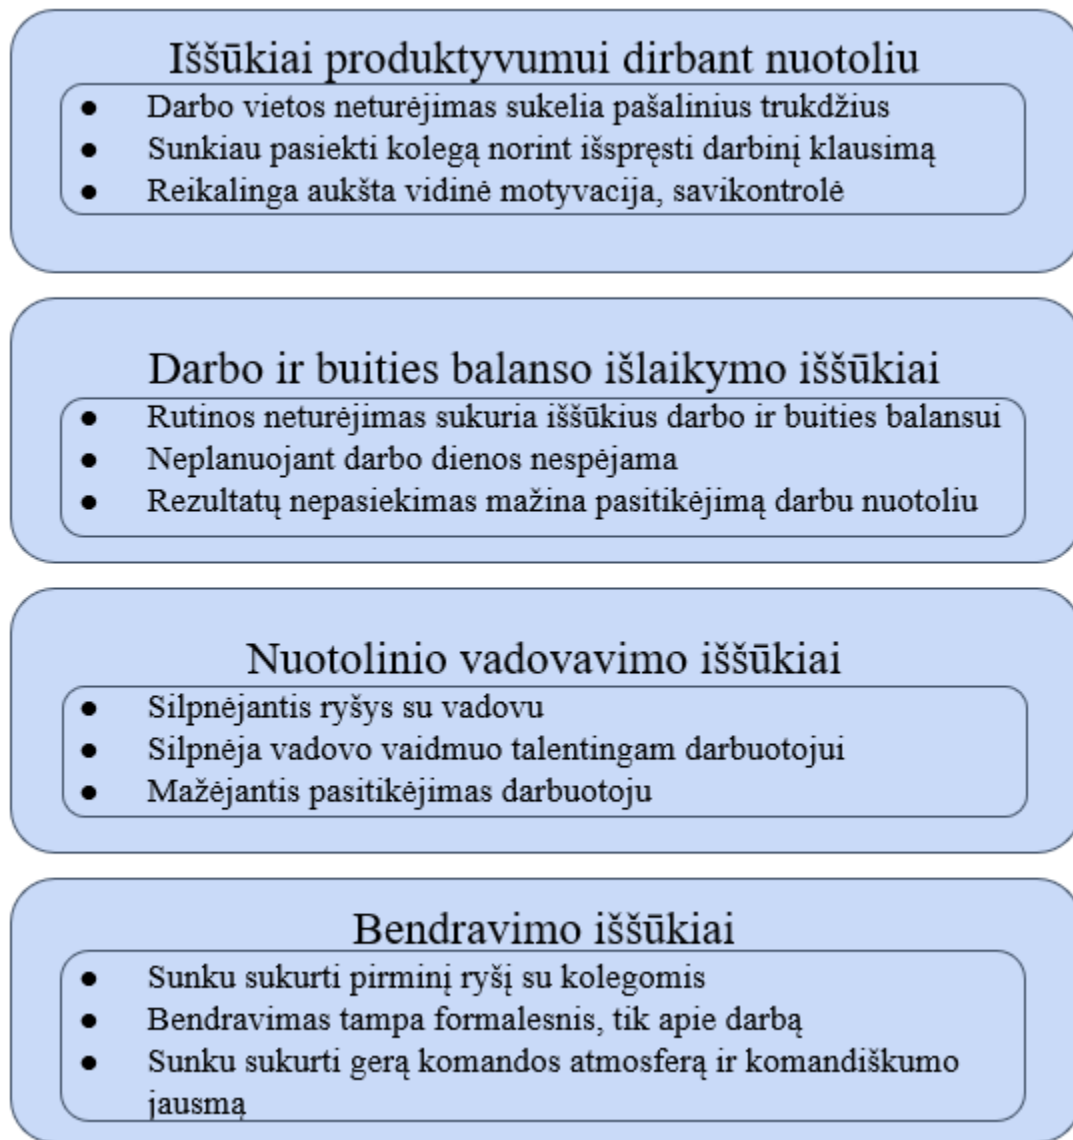 Iššūkiai produktyvumui dirbant nuotoliu
● Darbo vietos neturėjimas sukelia pašalinius trukdžius
● Sunkiau pasiekti kolegą norint išspręsti darbinį klausimą
● Reikalinga aukšta vidinė motyvacija, savikontrolė
Darbo ir buities balanso išlaikymo iššūkiai
● Rutinos neturėjimas sukuria iššūkius darbo ir buities balansui
● Neplanuojant darbo dienos nespėjama
● Rezultatų nepasiekimas mažina pasitikėjimą darbu nuotoliu
Nuotolinio vadovavimo iššūkiai
● Silpnėjantis ryšys su vadovu
● Silpnėja vadovo vaidmuo talentingam darbuotojui
● Mažėjantis pasitikėjimas darbuotoju
Bendravimo iššūkiai
● Sunku sukurti pirminį ryšį su kolegomis
● Bendravimas tampa formalesnis, tik apie darbą
● Sunku sukurti gerą komandos atmosferą ir komandiškumo
jausmą